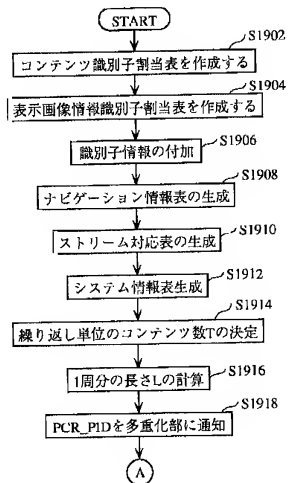 START
S1902
コンテンツ識別子割当表を作成する
S1904
表示画像情報識別子割当表を作成する
S1906
識別子情報の付加
S1908
ナビゲーション情報表の生成
S1910
ストリーム対応表の生成
S1912
システム情報表生成
S1914
繰り返し単位のコンテンツ数Tの決定
S1916
1周分の長さLの計算
S1918
PCR_PIDを多重化部に通知
A